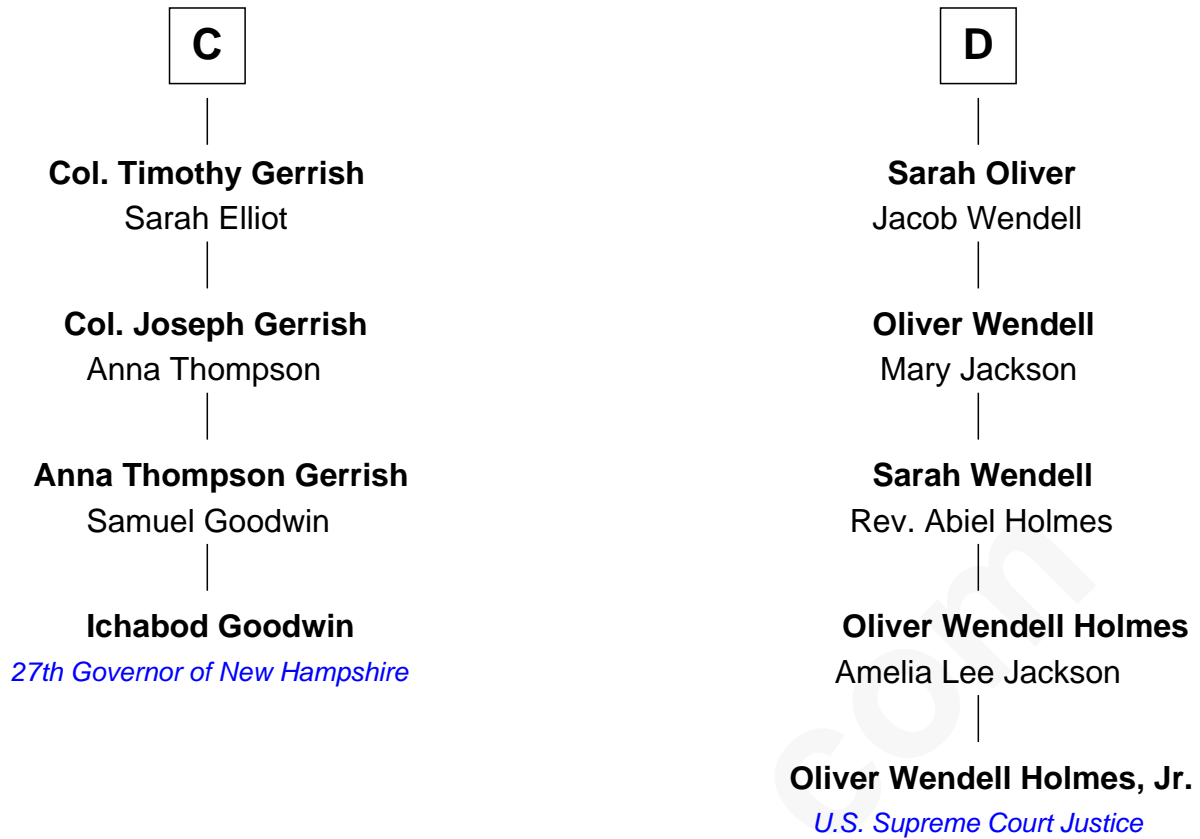 C
Col. Timothy Gerrish
Sarah Elliot
Col. Joseph Gerrish
Anna Thompson
Anna Thompson Gerrish
Samuel Goodwin
Ichabod Goodwin
27th Governor of New Hampshire
D
Sarah Oliver
Jacob Wendell
Oliver Wendell
Mary Jackson
Sarah Wendell
Rev. Abiel Holmes
Oliver Wendell Holmes
Amelia Lee Jackson
Oliver Wendell Holmes, Jr.
U.S. Supreme Court Justice
com